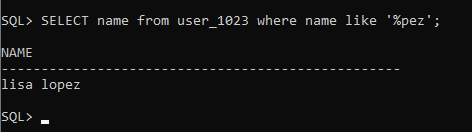 SQL> SELECT name from user_1023 where name like '%pez';
NAME
--------------------------------------------------
lisa lopez
SQL>